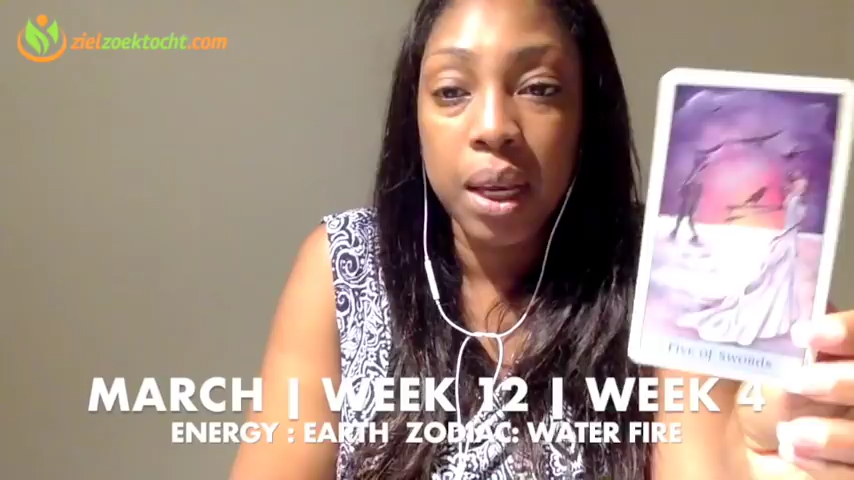 zielzoektocht.com
Five of Swords
MARCH | WEEK 12 | WEEK 4
ENERGY : EARTH ZODIAC: WATER FIRE